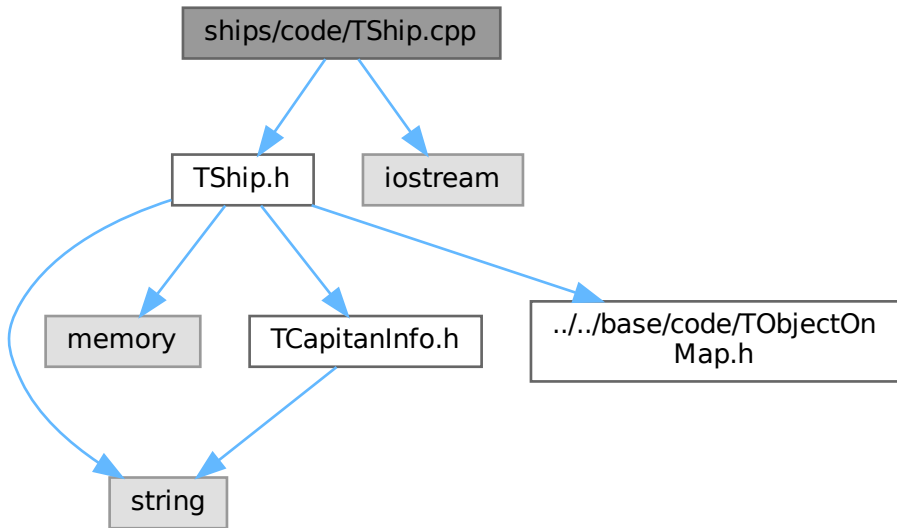 ships/code/TShip.cpp
TShip.h
iostream
memory
TCapitanInfo.h
../../base/code/TObjectOn
Map.h
string